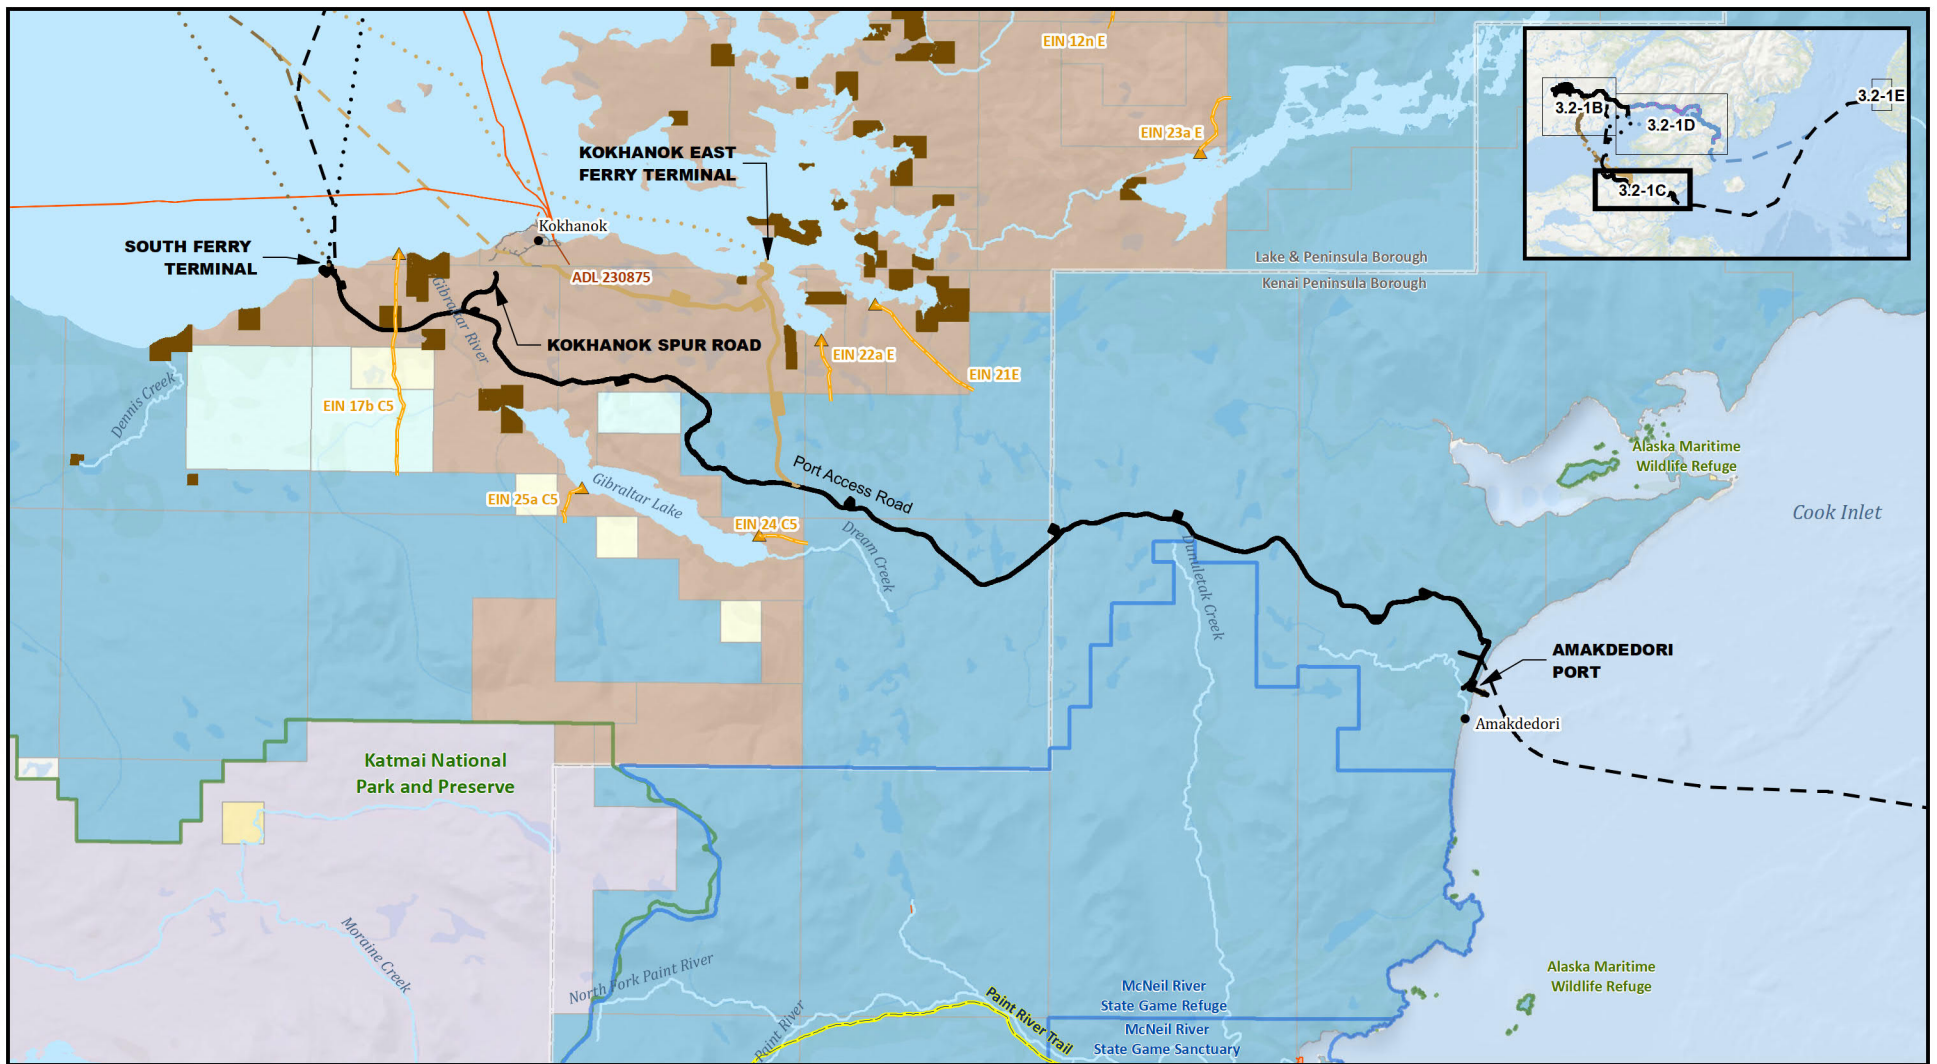 EIN 12n E
EIN 23a E
3.2-1B
3.2-1D
3.2-1E
3.2-1C
KOKHANOK EAST
FERRY TERMINAL
Kokhanok
SOUTH FERRY
TERMINAL
ADL 230875
Lake & Peninsula Borough
Kenai Peninsula Borough
Gibraltar River
KOKHANOK SPUR ROAD
EIN 22a E
EIN 21E
Dennis Creek
EIN 17b C5
Alaska Maritime
Wildlife Refuge
Port Access Road
EIN 25a C5
Gibraltar Lake
Cook Inlet
EIN 24 C5
Dream Creek
Dunuletak Creek
AMAKDEDORI
PORT
Amakdedori
Katmai National
Park and Preserve
Moraine Creek
North Fork Paint River
Paint River
Paint River Trail
McNeil River
State Game Refuge
McNeil River
State Game Sanctuary
Alaska Maritime
Wildlife Refuge